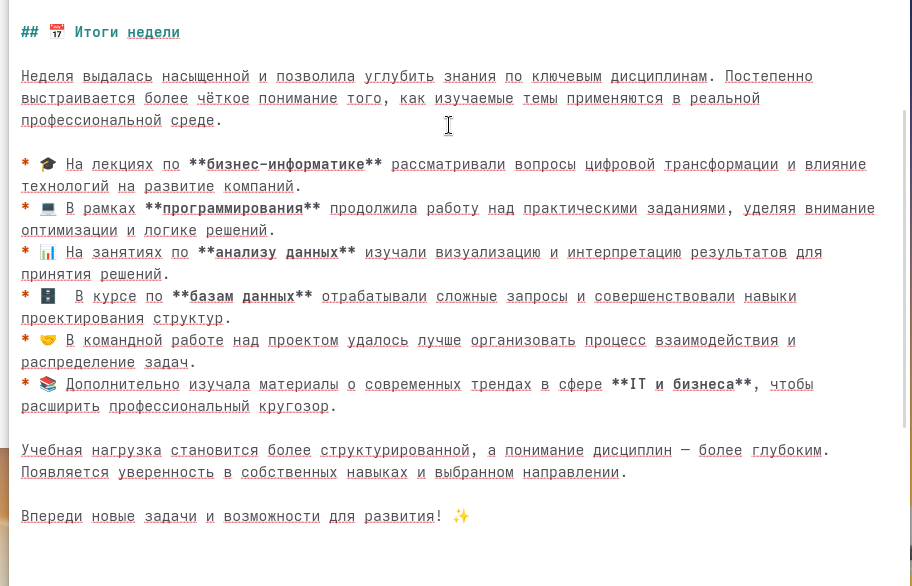 ## 📅 Итоги недели
Неделя выдалась насыщенной и позволила углубить знания по ключевым дисциплинам. Постепенно
выстраивается более чёткое понимание того, как изучаемые темы применяются в реальной
профессиональной среде.
* 🎓 На лекциях по **бизнес-информатике** рассматривали вопросы цифровой трансформации и влияние
технологий на развитие компаний.
* 💻 В рамках **программирования** продолжила работу над практическими заданиями, уделяя внимание
оптимизации и логике решений.
* 📊 На занятиях по **анализу данных** изучали визуализацию и интерпретацию результатов для
принятия решений.
* 🗄️ В курсе по **базам данных** отрабатывали сложные запросы и совершенствовали навыки
проектирования структур.
* 🤝 В командной работе над проектом удалось лучше организовать процесс взаимодействия и
распределение задач.
* 📚 Дополнительно изучала материалы о современных трендах в сфере **IT и бизнеса**, чтобы
расширить профессиональный кругозор.
Учебная нагрузка становится более структурированной, а понимание дисциплин — более глубоким.
Появляется уверенность в собственных навыках и выбранном направлении.
Впереди новые задачи и возможности для развития! ✨